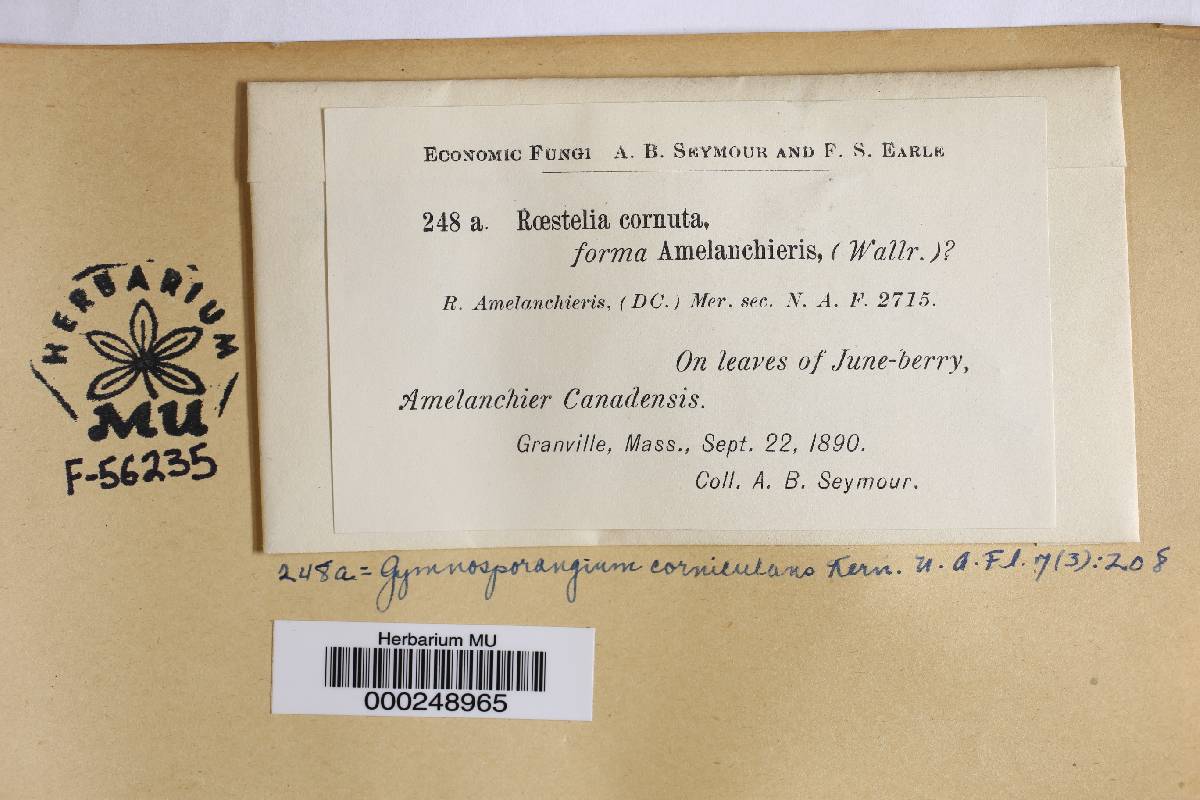 ECONOMIC FUNGI A. B. SEYMOUR AND F. S. EARLE
248 a. Rœstelia cornuta,
forma Amelanchieris, (Wallr.)?
R. Amelanchieris, (DC.) Mer. sec. N. A. F. 2715.
On leaves of June-berry,
Amelanchier Canadensis.
Granville, Mass., Sept. 22, 1890.
Coll. A. B. Seymour.
HERBARIUM
MU
F-56235
248a = Gymnosporangium corniculans Kern. N. A. Fl. 7(3):208
Herbarium MU
000248965